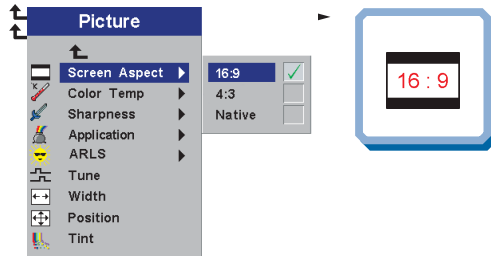 Picture
Screen Aspect
16:9
Color Temp
4:3
Sharpness
Native
Application
ARLS
Tune
Width
Position
Tint
K
16 : 9